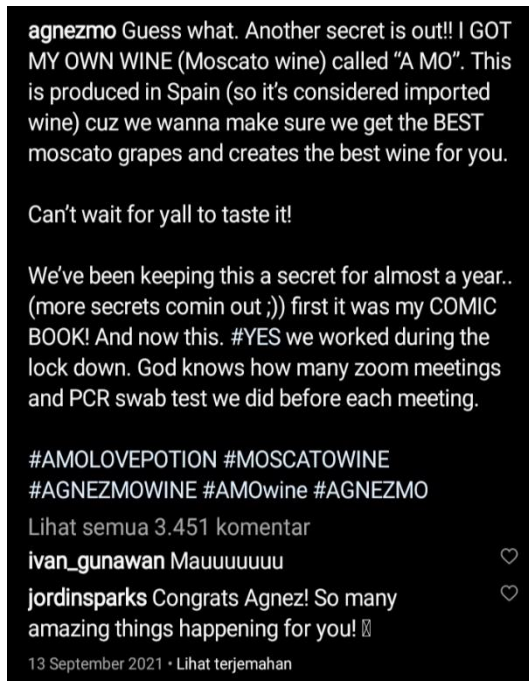 agnezmo Guess what. Another secret is out!! I GOT
MY OWN WINE (Moscato wine) called “A MO”. This
is produced in Spain (so it’s considered imported
wine) cuz we wanna make sure we get the BEST
moscato grapes and creates the best wine for you.
Can’t wait for yall to taste it!
We’ve been keeping this a secret for almost a year..
(more secrets comin out ;)) first it was my COMIC
BOOK! And now this. #YES we worked during the
lock down. God knows how many zoom meetings
and PCR swab test we did before each meeting.
#AMOLOVEPOTION #MOSCATOWINE
#AGNEZMOWINE #AMOwine #AGNEZMO
Lihat semua 3.451 komentar
ivan_gunawan Mauuuuuuu
jordinsparks Congrats Agnez! So many
amazing things happening for you!
13 September 2021 • Lihat terjemahan